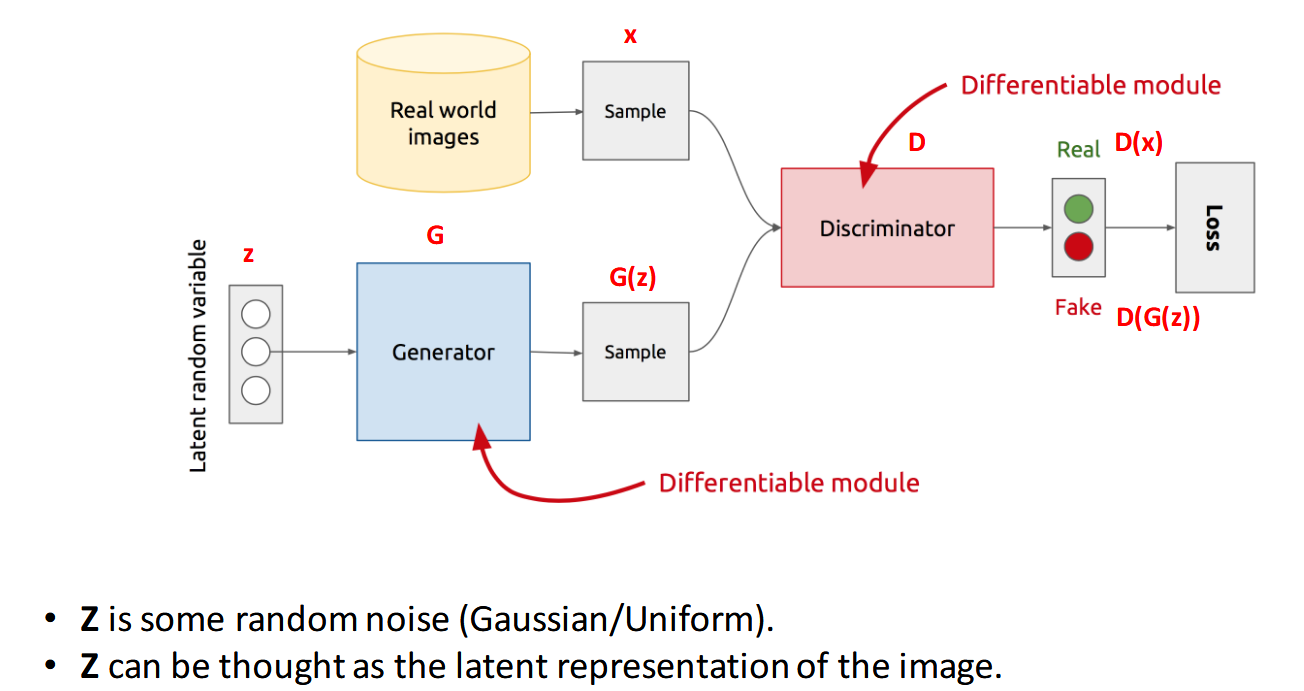 x
Real world
images
Sample
Differentiable module
D
Real D(x)
Discriminator
Loss
Fake D(G(z))
Latent random variable
z
G
Generator
G(z)
Sample
Differentiable module
• Z is some random noise (Gaussian/Uniform).
• Z can be thought as the latent representation of the image.